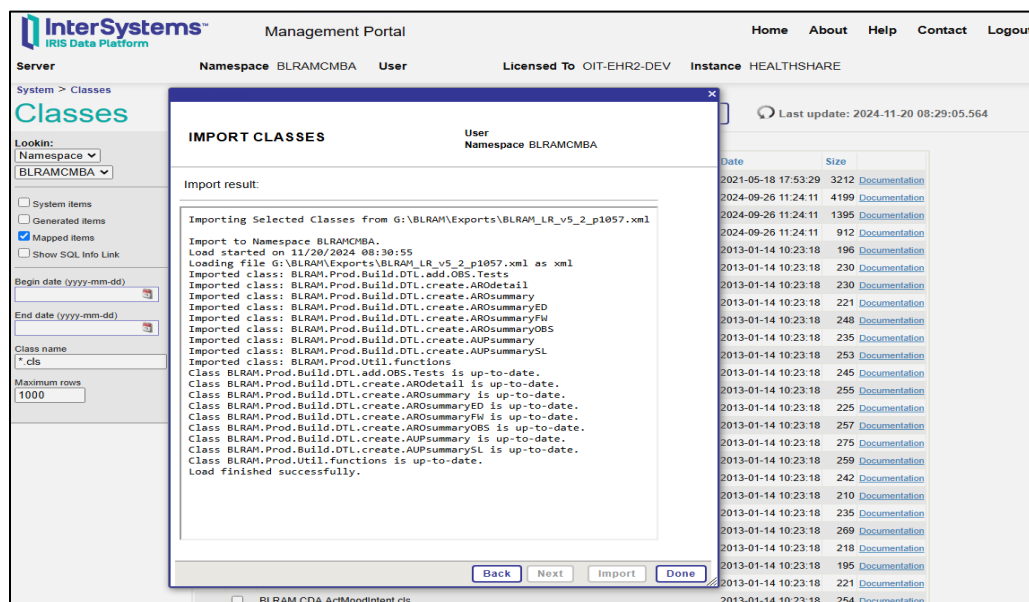 InterSystems™
IRIS Data Platform
Management Portal
Home About Help Contact Logout
Server Namespace BLRAMCMBA User Licensed To OIT-EHR2-DEV Instance HEALTHSHARE
System > Classes
Classes
Last update: 2024-11-20 08:29:05.564
Lookin:
Namespace
BLRAMCMBA
System items
Generated items
Mapped items
Show SQL Info Link
Begin date (yyyy-mm-dd)
End date (yyyy-mm-dd)
Class name
*.cls
Maximum rows
1000
IMPORT CLASSES
User
Namespace BLRAMCMBA
Import result:
Importing Selected Classes from G:\BLRAM\Exports\BLRAM_LR_v5_2_p1057.xml
Import to Namespace BLRAMCMBA.
Load started on 11/20/2024 08:30:55
Loading file G:\BLRAM\Exports\BLRAM_LR_v5_2_p1057.xml as xml
Imported class: BLRAM.Prod.Build.DTL.add.OBS.Tests
Imported class: BLRAM.Prod.Build.DTL.create.AROdetail
Imported class: BLRAM.Prod.Build.DTL.create.AROsummary
Imported class: BLRAM.Prod.Build.DTL.create.AROsummaryED
Imported class: BLRAM.Prod.Build.DTL.create.AROsummaryFW
Imported class: BLRAM.Prod.Build.DTL.create.AROsummaryOBS
Imported class: BLRAM.Prod.Build.DTL.create.AUPsummary
Imported class: BLRAM.Prod.Build.DTL.create.AUPsummarySL
Imported class: BLRAM.Prod.Util.functions
Class BLRAM.Prod.Build.DTL.add.OBS.Tests is up-to-date.
Class BLRAM.Prod.Build.DTL.create.AROdetail is up-to-date.
Class BLRAM.Prod.Build.DTL.create.AROsummary is up-to-date.
Class BLRAM.Prod.Build.DTL.create.AROsummaryED is up-to-date.
Class BLRAM.Prod.Build.DTL.create.AROsummaryFW is up-to-date.
Class BLRAM.Prod.Build.DTL.create.AROsummaryOBS is up-to-date.
Class BLRAM.Prod.Build.DTL.create.AUPsummary is up-to-date.
Class BLRAM.Prod.Build.DTL.create.AUPsummarySL is up-to-date.
Class BLRAM.Prod.Util.functions is up-to-date.
Load finished successfully.
Back Next Import Done
Date Size
2021-05-18 17:53:29 3212 Documentation
2024-09-26 11:24:11 4199 Documentation
2024-09-26 11:24:11 1395 Documentation
2024-09-26 11:24:11 912 Documentation
2013-01-14 10:23:18 196 Documentation
2013-01-14 10:23:18 230 Documentation
2013-01-14 10:23:18 230 Documentation
2013-01-14 10:23:18 221 Documentation
2013-01-14 10:23:18 248 Documentation
2013-01-14 10:23:18 235 Documentation
2013-01-14 10:23:18 253 Documentation
2013-01-14 10:23:18 245 Documentation
2013-01-14 10:23:18 255 Documentation
2013-01-14 10:23:18 225 Documentation
2013-01-14 10:23:18 257 Documentation
2013-01-14 10:23:18 275 Documentation
2013-01-14 10:23:18 259 Documentation
2013-01-14 10:23:18 242 Documentation
2013-01-14 10:23:18 210 Documentation
2013-01-14 10:23:18 235 Documentation
2013-01-14 10:23:18 269 Documentation
2013-01-14 10:23:18 218 Documentation
2013-01-14 10:23:18 195 Documentation
2013-01-14 10:23:18 221 Documentation
BLRAM.CDA.ActMoodIntent.cls 2013-01-14 10:23:18 254 Documentation